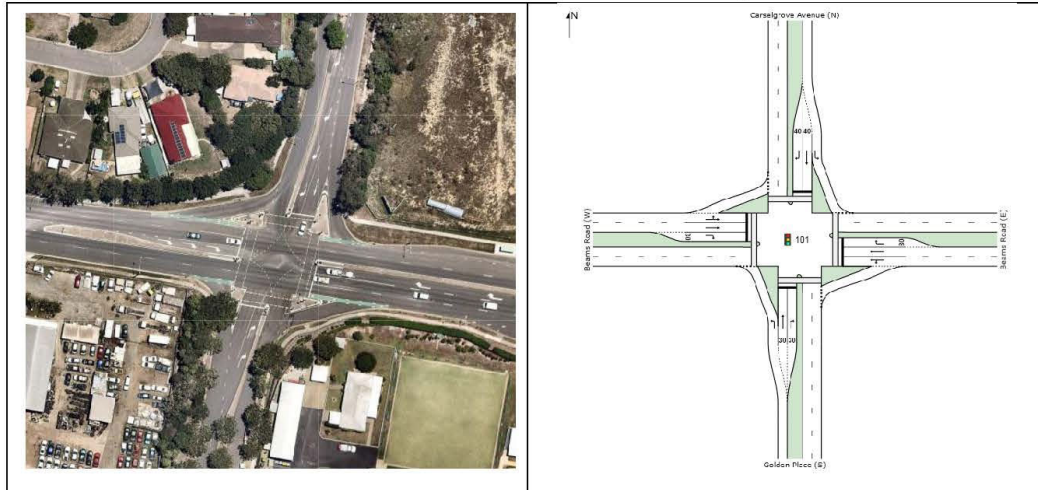 N
Carselgrove Avenue (N)
40 40
Beams Road (W)
Beams Road (E)
30
30
101
30 30
Golden Place (S)